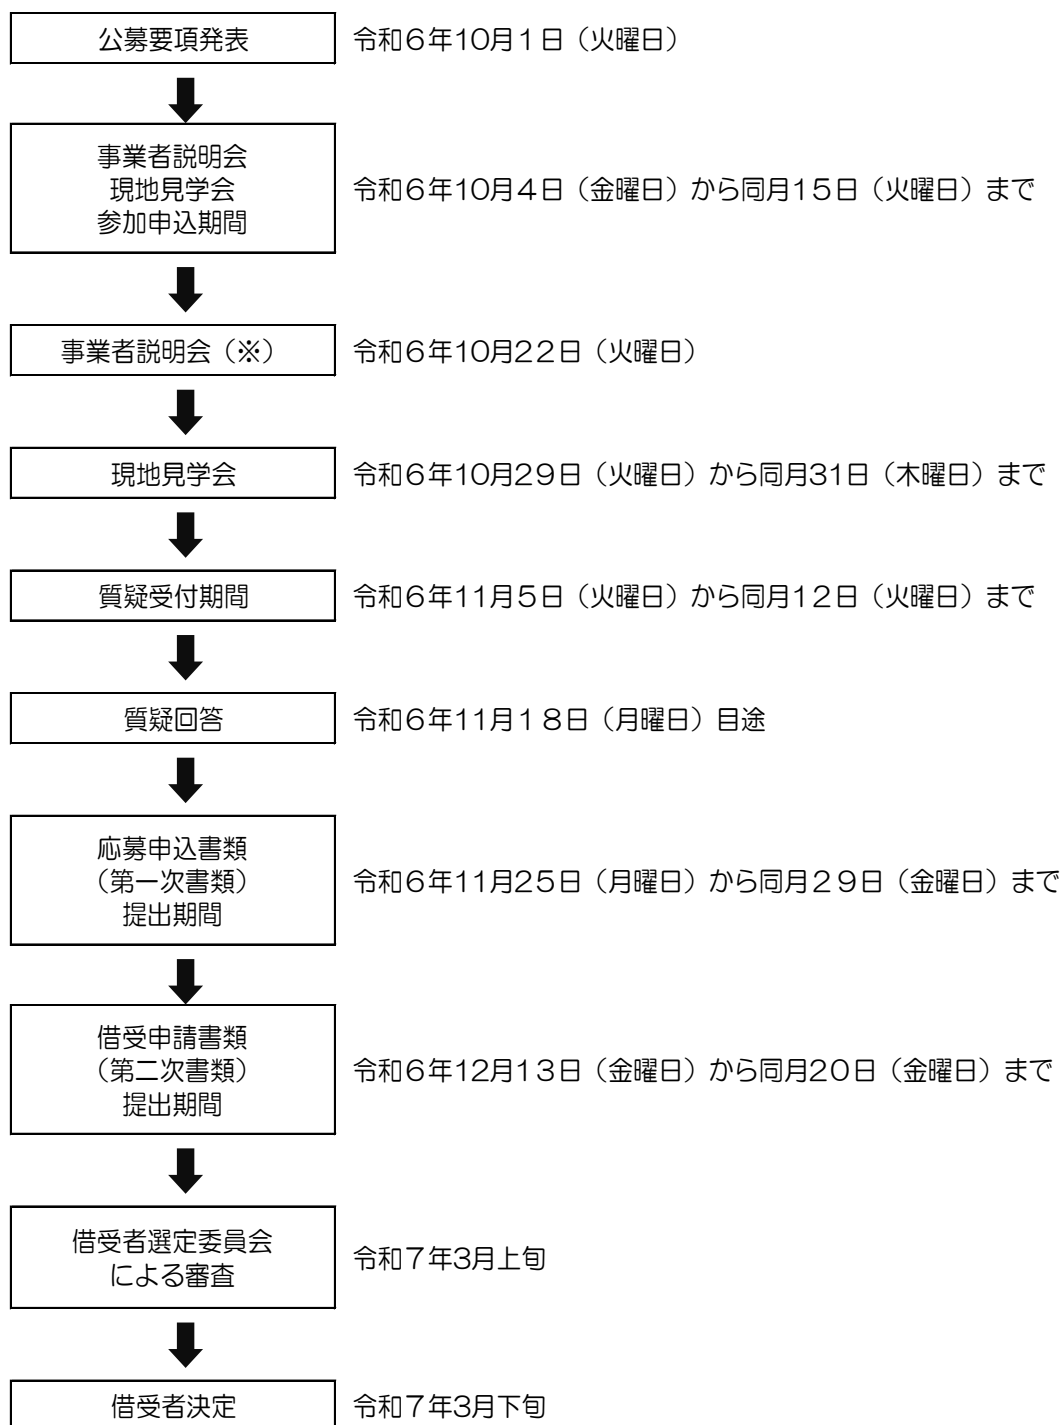 公募要項発表
令和６年10月１日（火曜日）
事業者説明会
現地見学会
参加申込期間
令和６年10月４日（金曜日）から同月15日（火曜日）まで
事業者説明会（※）
令和６年10月２２日（火曜日）
現地見学会
令和６年10月29日（火曜日）から同月31日（木曜日）まで
質疑受付期間
令和６年11月５日（火曜日）から同月1２日（火曜日）まで
質疑回答
令和６年11月１８日（月曜日）目途
応募申込書類
（第一次書類）
提出期間
令和６年11月25日（月曜日）から同月２９日（金曜日）まで
借受申請書類
（第二次書類）
提出期間
令和６年12月13日（金曜日）から同月20日（金曜日）まで
借受者選定委員会
による審査
令和７年3月上旬
借受者決定
令和７年3月下旬